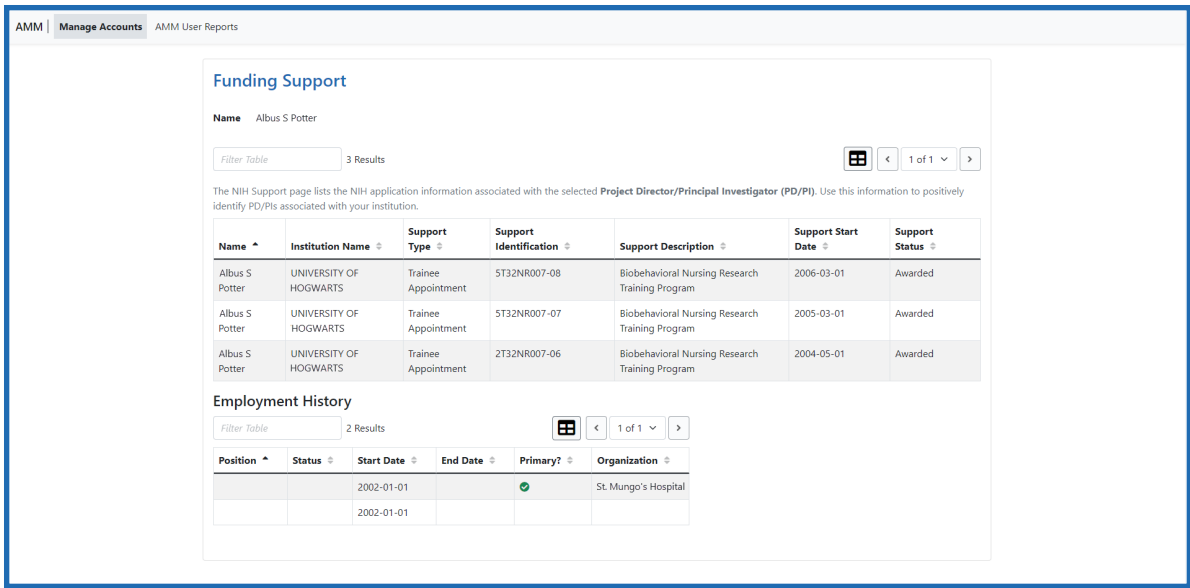 AMM | Manage Accounts AMM User Reports
Funding Support
Name Albus S Potter
Filter Table 3 Results 1 of 1
The NIH Support page lists the NIH application information associated with the selected Project Director/Principal Investigator (PD/PI). Use this information to positively
identify PD/PIs associated with your institution.
Name Institution Name Support Type Support Identification Support Description Support Start Date Support Status
Albus S Potter UNIVERSITY OF HOGWARTS Trainee Appointment 5T32NR007-08 Biobehavioral Nursing Research Training Program 2006-03-01 Awarded
Albus S Potter UNIVERSITY OF HOGWARTS Trainee Appointment 5T32NR007-07 Biobehavioral Nursing Research Training Program 2005-03-01 Awarded
Albus S Potter UNIVERSITY OF HOGWARTS Trainee Appointment 2T32NR007-06 Biobehavioral Nursing Research Training Program 2004-05-01 Awarded
Employment History
Filter Table 2 Results 1 of 1
Position Status Start Date End Date Primary? Organization
2002-01-01 St. Mungo's Hospital
2002-01-01